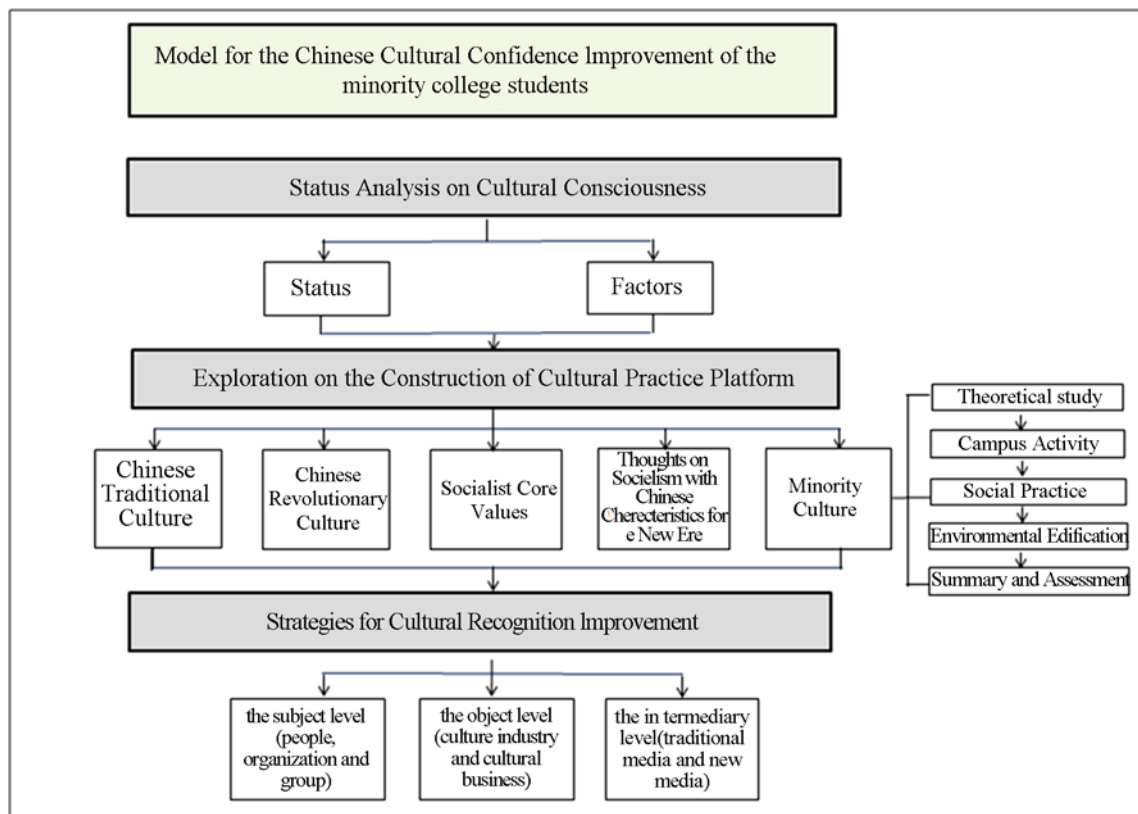 Model for the Chinese Cultural Confidence Improvement of the
minority college students
Status Analysis on Cultural Consciousness
Status
Factors
Exploration on the Construction of Cultural Practice Platform
Chinese
Traditional
Culture
Chinese
Revolutionary
Culture
Socialist Core
Values
Thoughts on
Socielism with
Chinese
Cherecteristics for
e New Ere
Minority
Culture
Theoretical study
Campus Activity
Social Practice
Environmental Edification
Summary and Assessment
Strategies for Cultural Recognition Improvement
the subject level
(people,
organization and
group)
the object level
(culture industry
and cultural
business)
the in termediary
level(traditional
media and new
media)